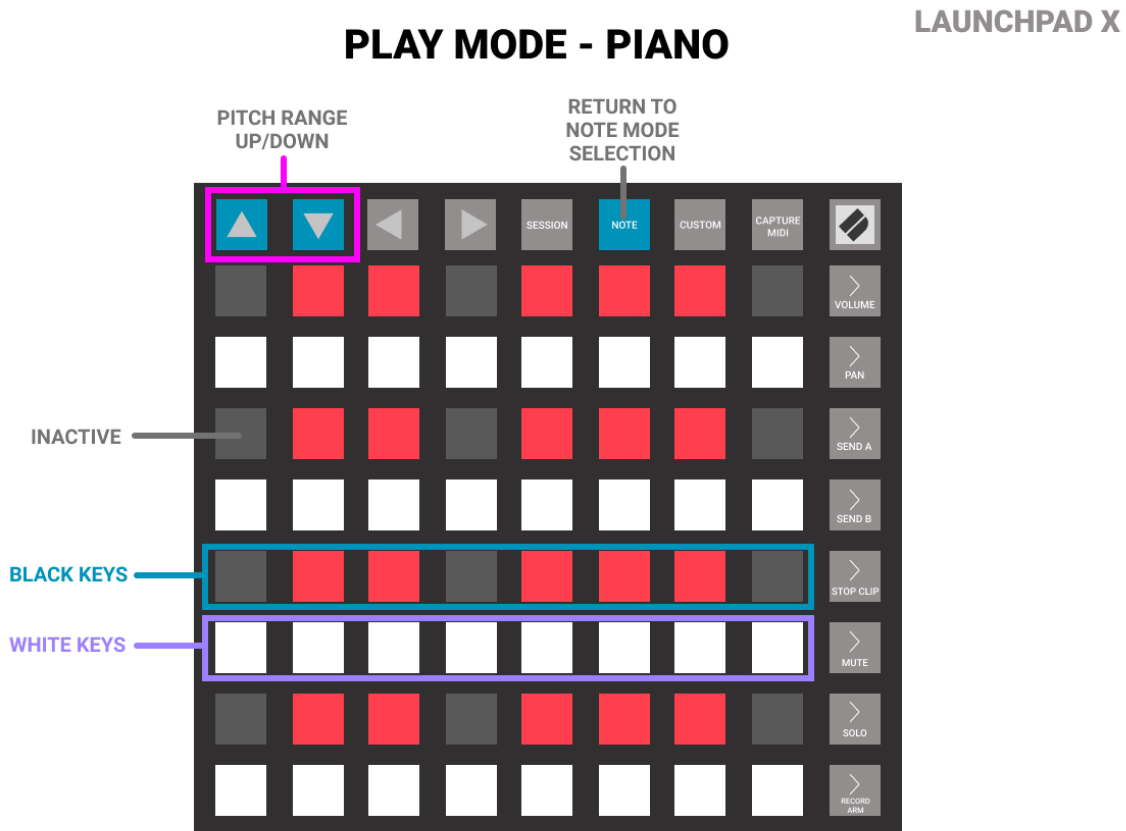 LAUNCHPAD X
PLAY MODE - PIANO
PITCH RANGE
UP/DOWN
RETURN TO
NOTE MODE
SELECTION
SESSION
NOTE
CUSTOM
CAPTURE
MIDI
VOLUME
PAN
INACTIVE
SEND A
SEND B
BLACK KEYS
STOP CLIP
WHITE KEYS
MUTE
SOLO
RECORD
ARM